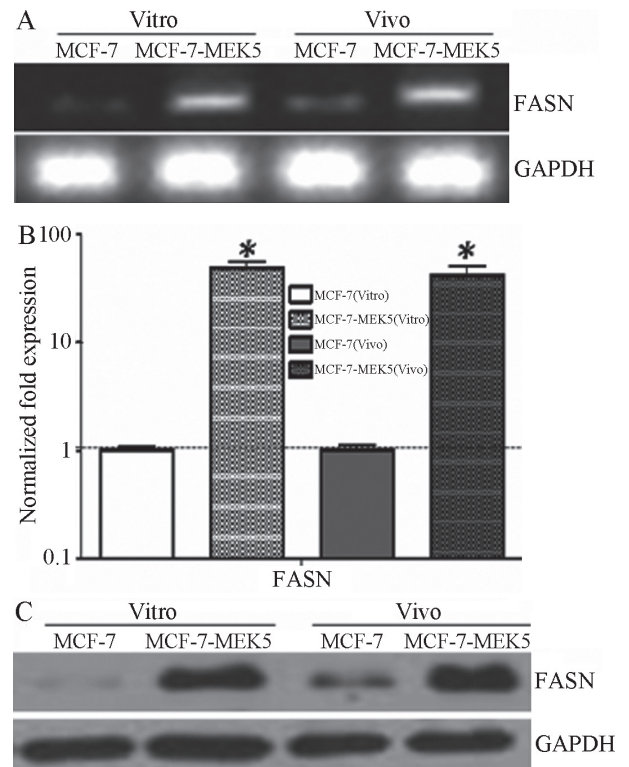 A
Vitro Vivo
MCF-7 MCF-7-MEK5 MCF-7 MCF-7-MEK5
FASN
GAPDH
B
Normalized fold expression
100
10
1
0.1
* *
MCF-7(Vitro)
MCF-7-MEK5(Vitro)
MCF-7(Vivo)
MCF-7-MEK5(Vivo)
FASN
C
Vitro Vivo
MCF-7 MCF-7-MEK5 MCF-7 MCF-7-MEK5
FASN
GAPDH